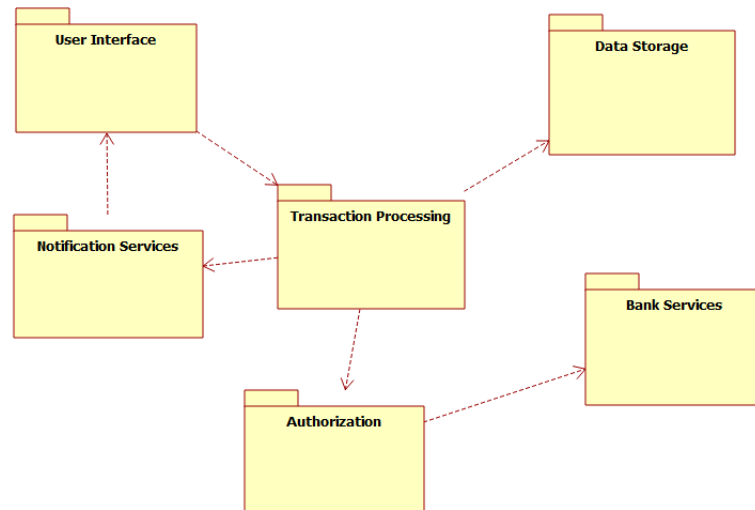 User Interface
Data Storage
Transaction Processing
Notification Services
Bank Services
Authorization